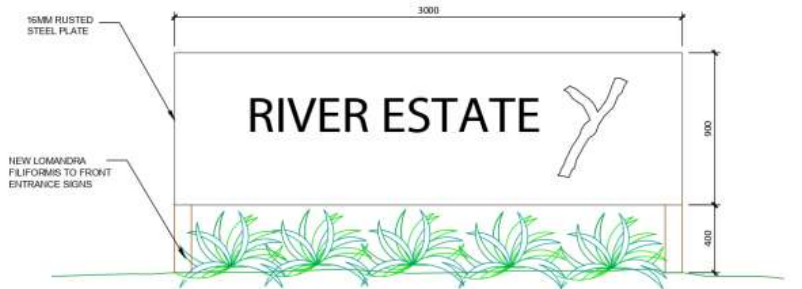 3000
16MM RUSTED
STEEL PLATE
RIVER ESTATE
900
NEW LOMANDRA
FILIFORMIS TO FRONT
ENTRANCE SIGNS
400